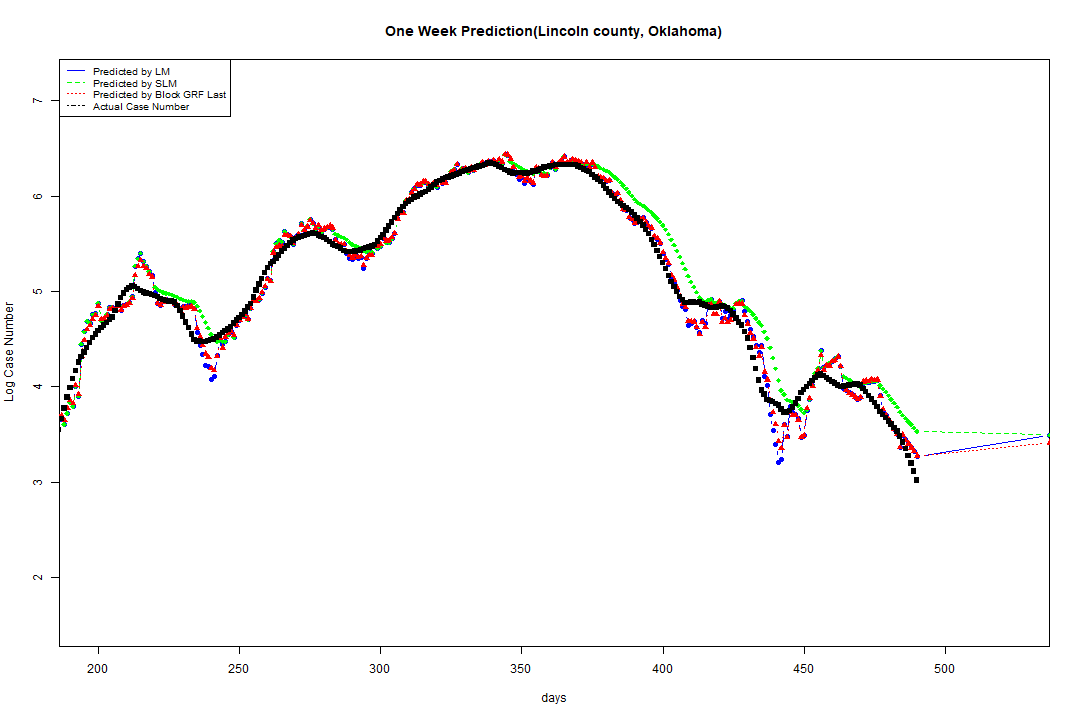 One Week Prediction(Lincoln county, Oklahoma)
Predicted by LM
Predicted by SLM
Predicted by Block GRF Last
Actual Case Number
7
6
5
4
3
2
Log Case Number
200 250 300 350 400 450 500
days